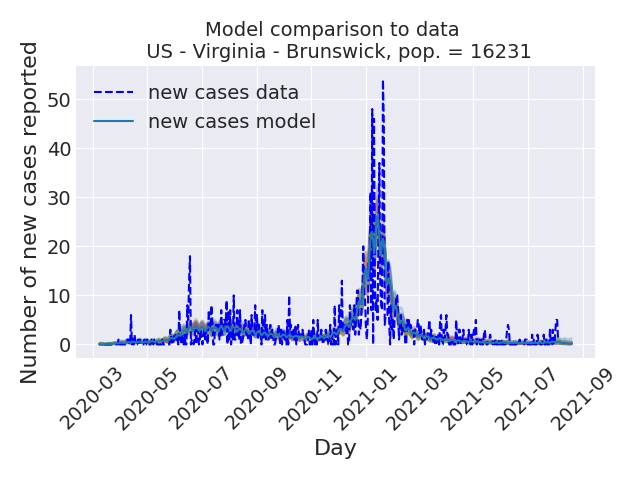 Model comparison to data
US - Virginia - Brunswick, pop. = 16231
Number of new cases reported
50
40
30
20
10
0
new cases data
new cases model
2020-03
2020-05
2020-07
2020-09
2020-11
2021-01
2021-03
2021-05
2021-07
2021-09
Day